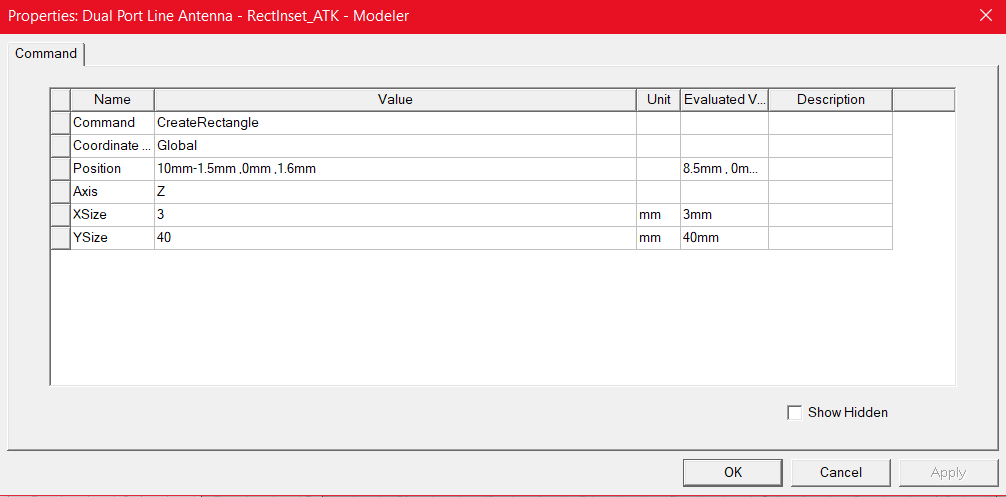 Properties: Dual Port Line Antenna - RectInset_ATK - Modeler
Command
Name Value Unit Evaluated V... Description
Command CreateRectangle
Coordinate ... Global
Position 10mm-1.5mm ,0mm ,1.6mm 8.5mm , 0m...
Axis Z
XSize 3 mm 3mm
YSize 40 mm 40mm
Show Hidden
OK Cancel Apply